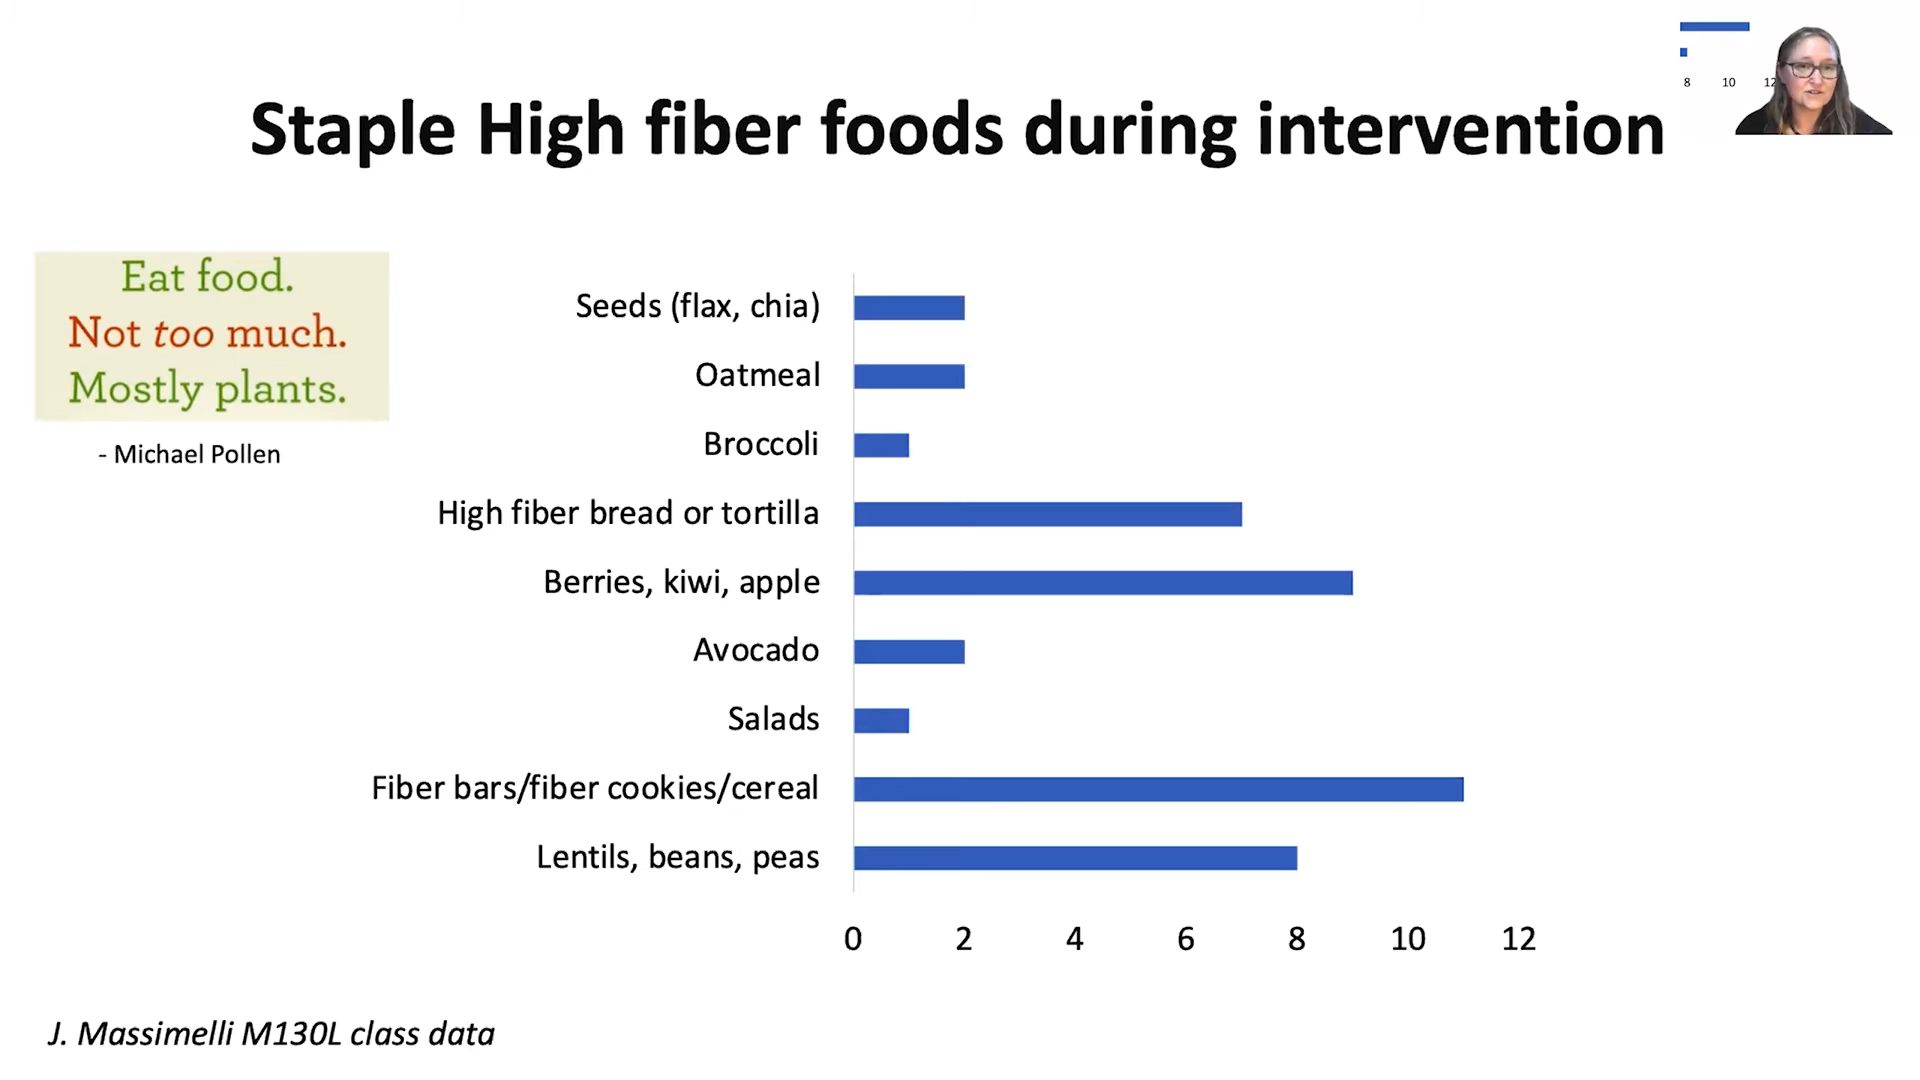 8 10 12
Staple High fiber foods during intervention
Eat food.
Not too much.
Mostly plants.
- Michael Pollen
Seeds (flax, chia)
Oatmeal
Broccoli
High fiber bread or tortilla
Berries, kiwi, apple
Avocado
Salads
Fiber bars/fiber cookies/cereal
Lentils, beans, peas
0 2 4 6 8 10 12
J. Massimelli M130L class data